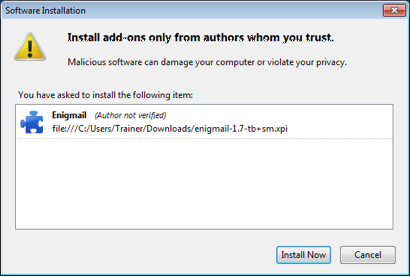 Software Installation
Install add-ons only from authors whom you trust.
Malicious software can damage your computer or violate your privacy.
You have asked to install the following item:
Enigmail (Author not verified)
file:///C:/Users/Trainer/Downloads/enigmail-1.7-tb+sm.xpi
Install Now Cancel